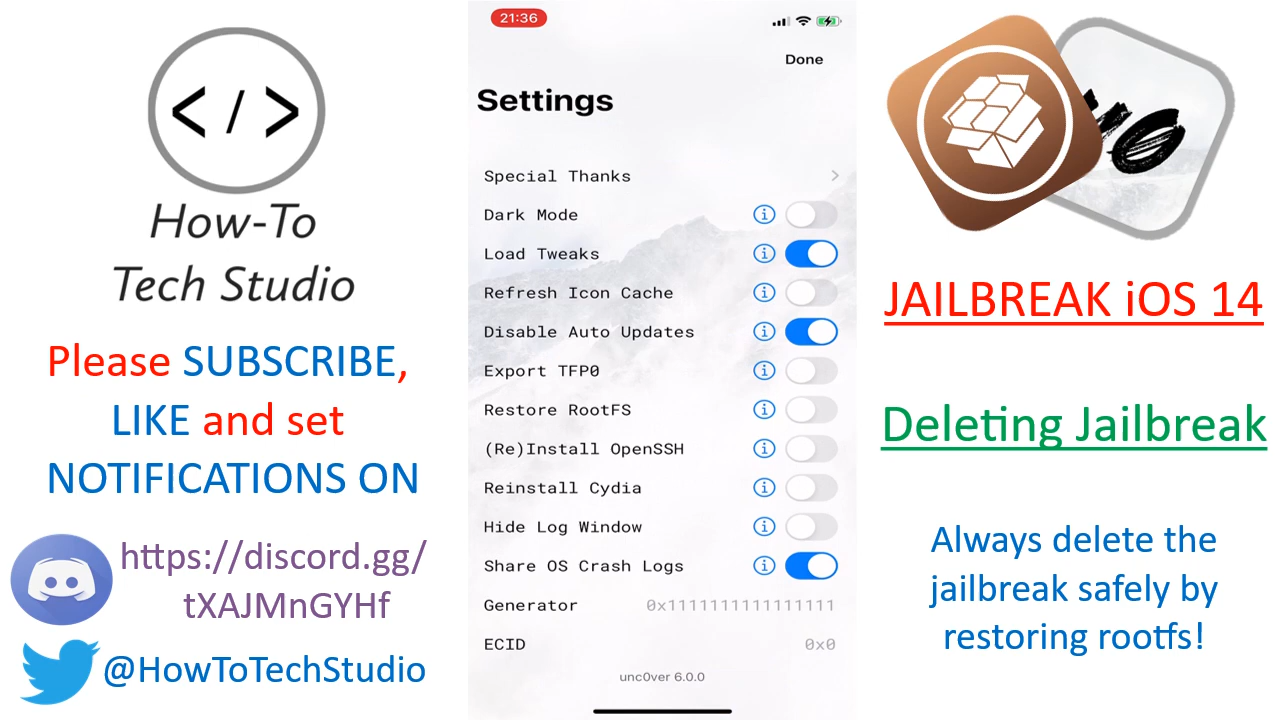 </>
How-To
Tech Studio
Please SUBSCRIBE,
LIKE and set
NOTIFICATIONS ON
https://discord.gg/
tXAJMnGYHf
@HowToTechStudio
21:36
Done
Settings
Special Thanks
Dark Mode
Load Tweaks
Refresh Icon Cache
Disable Auto Updates
Export TFP0
Restore RootFS
(Re)Install OpenSSH
Reinstall Cydia
Hide Log Window
Share OS Crash Logs
Generator 0x1111111111111111
ECID 0x0
unc0ver 6.0.0
JAILBREAK iOS 14
Deleting Jailbreak
Always delete the
jailbreak safely by
restoring rootfs!